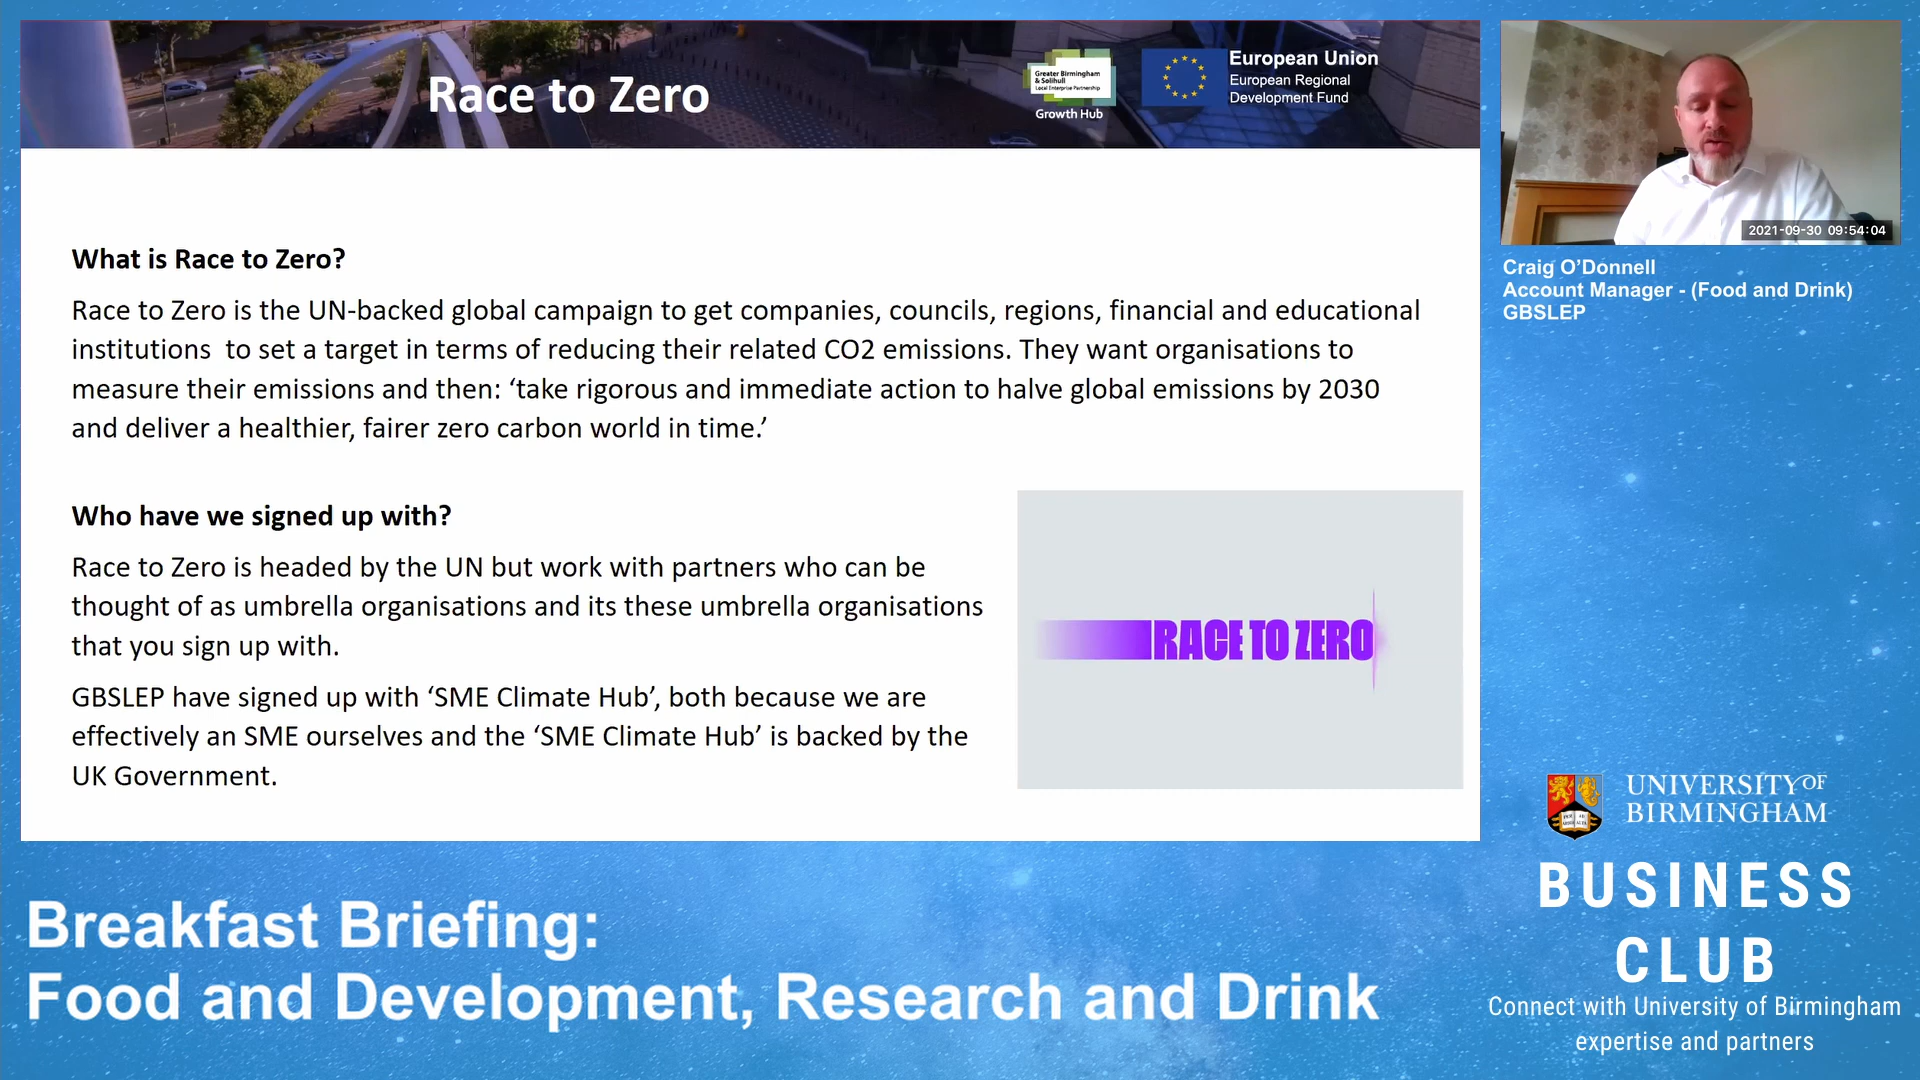 Race to Zero
Greater Birmingham
& Solihull
Local Enterprise Partnership
Growth Hub
European Union
European Regional
Development Fund
What is Race to Zero?
Race to Zero is the UN-backed global campaign to get companies, councils, regions, financial and educational
institutions  to set a target in terms of reducing their related CO2 emissions. They want organisations to
measure their emissions and then: ‘take rigorous and immediate action to halve global emissions by 2030
and deliver a healthier, fairer zero carbon world in time.’
Who have we signed up with?
Race to Zero is headed by the UN but work with partners who can be
thought of as umbrella organisations and its these umbrella organisations
that you sign up with.
GBSLEP have signed up with ‘SME Climate Hub’, both because we are
effectively an SME ourselves and the ‘SME Climate Hub’ is backed by the
UK Government.
RACE TO ZERO
2021-09-30 09:54:04
Craig O’Donnell
Account Manager - (Food and Drink)
GBSLEP
UNIVERSITY OF
BIRMINGHAM
BUSINESS
CLUB
Connect with University of Birmingham
expertise and partners
Breakfast Briefing:
Food and Development, Research and Drink